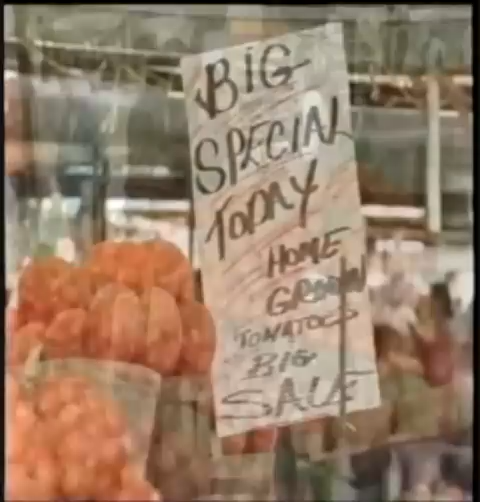 BIG
SPECIAL
TODAY
HOME
GROWN
TOMATOES
BIG
SALE